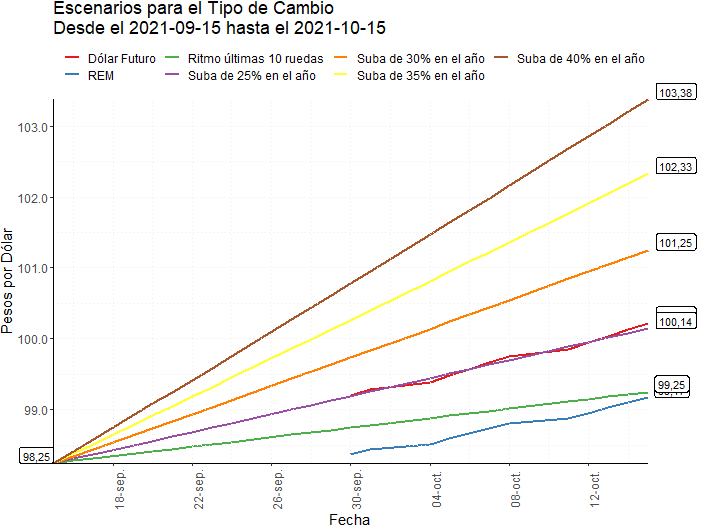 Escenarios para el Tipo de Cambio
Desde el 2021-09-15 hasta el 2021-10-15
Dólar Futuro
Ritmo últimas 10 ruedas
Suba de 30% en el año
Suba de 40% en el año
REM
Suba de 25% en el año
Suba de 35% en el año
103,38
103.0
102,33
102.0
101,25
101.0
Pesos por Dólar
100,14
100.0
99,25
99.0
98,25
18-sep.
22-sep.
26-sep.
30-sep.
04-oct.
08-oct.
12-oct.
Fecha